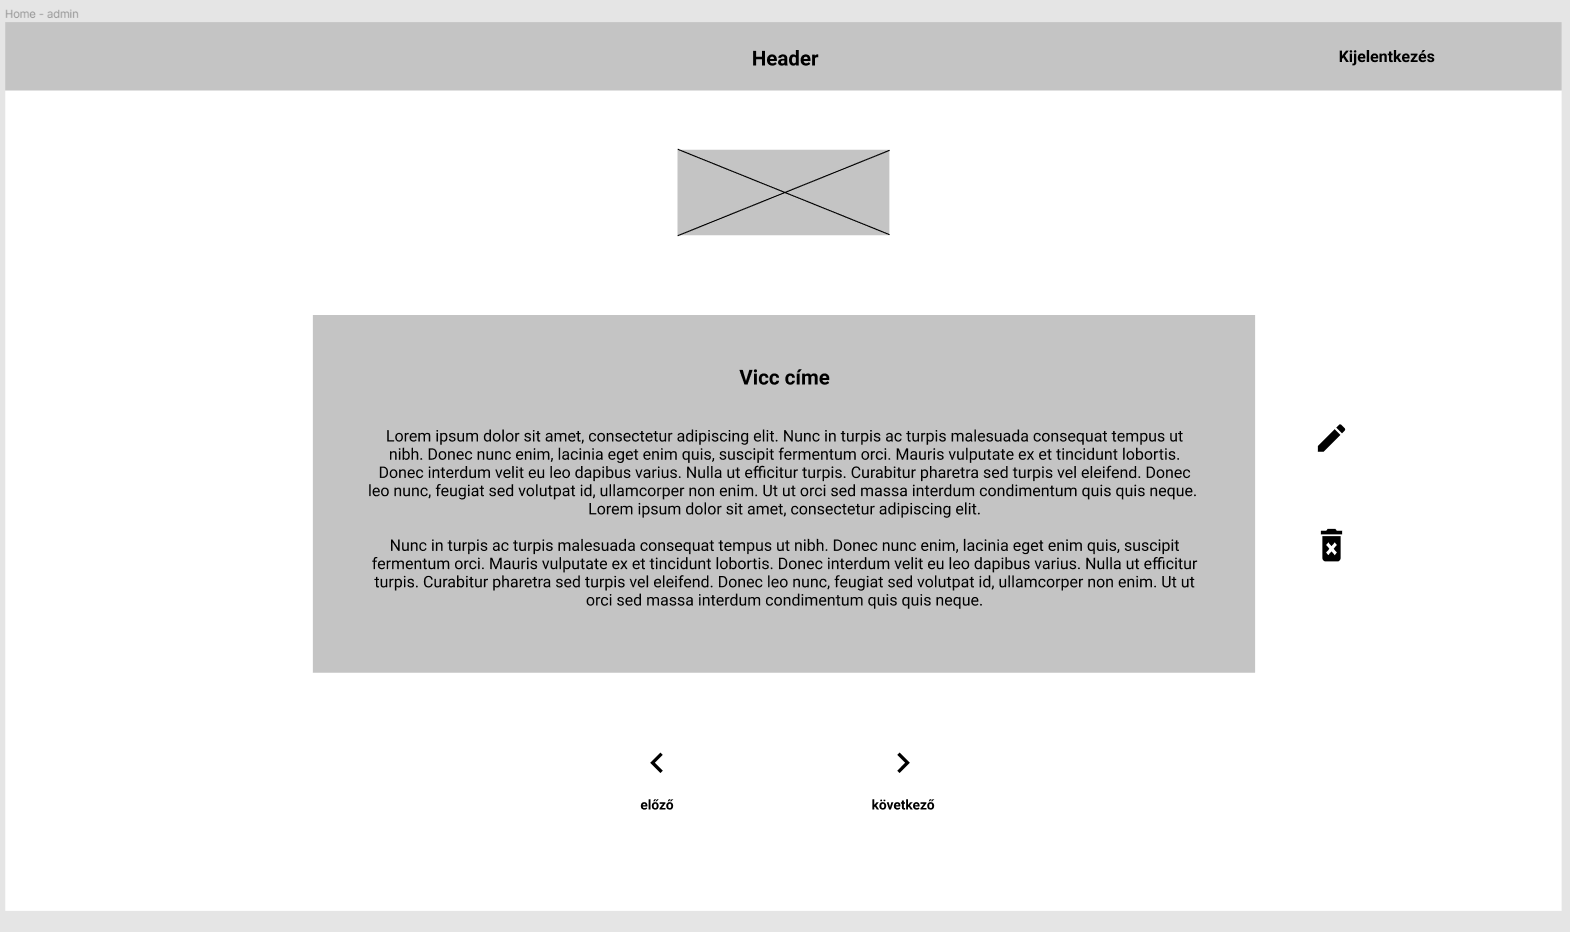 Home - admin
Header
Kijelentkezés
Vicc címe
Lorem ipsum dolor sit amet, consectetur adipiscing elit. Nunc in turpis ac turpis malesuada consequat tempus ut
nibh. Donec nunc enim, lacinia eget enim quis, suscipit fermentum orci. Mauris vulputate ex et tincidunt lobortis.
Donec interdum velit eu leo dapibus varius. Nulla ut efficitur turpis. Curabitur pharetra sed turpis vel eleifend. Donec
leo nunc, feugiat sed volutpat id, ullamcorper non enim. Ut ut orci sed massa interdum condimentum quis quis neque.
Lorem ipsum dolor sit amet, consectetur adipiscing elit.
Nunc in turpis ac turpis malesuada consequat tempus ut nibh. Donec nunc enim, lacinia eget enim quis, suscipit
fermentum orci. Mauris vulputate ex et tincidunt lobortis. Donec interdum velit eu leo dapibus varius. Nulla ut efficitur
turpis. Curabitur pharetra sed turpis vel eleifend. Donec leo nunc, feugiat sed volutpat id, ullamcorper non enim. Ut ut
orci sed massa interdum condimentum quis quis neque.
előző
következő